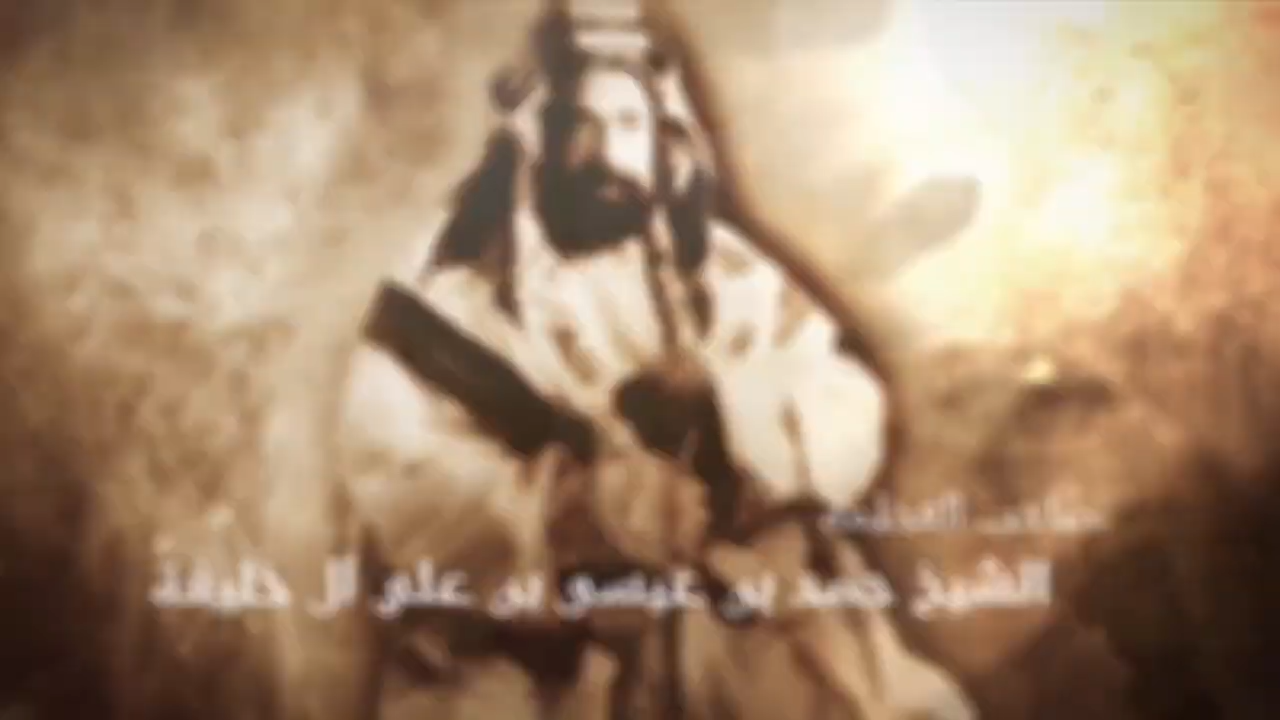 صاحب العظمة
الشيخ حمد بن عيسى بن علي آل خليفة